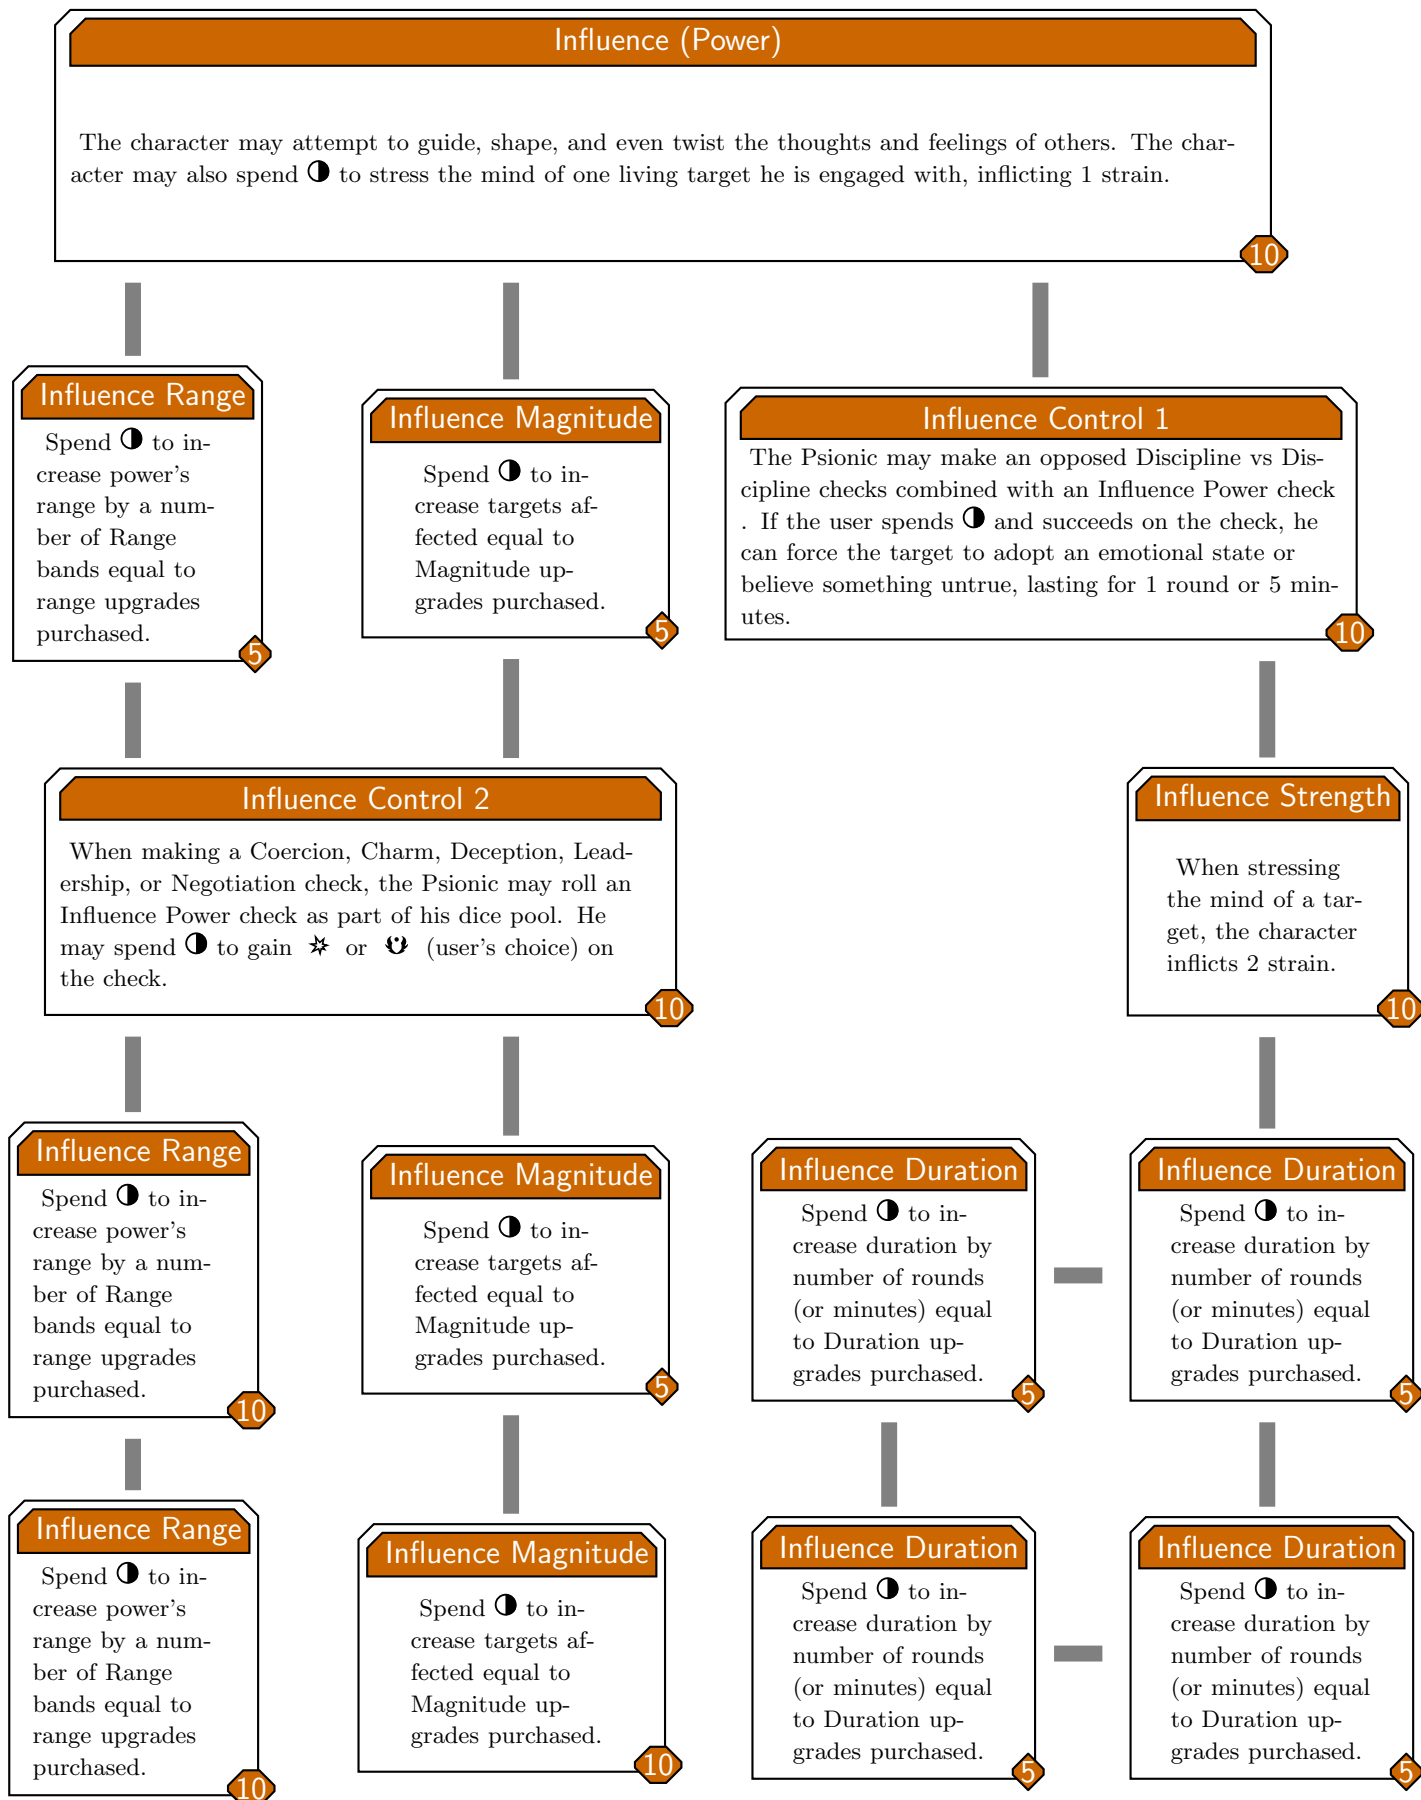 Influence (Power)
The character may attempt to guide, shape, and even twist the thoughts and feelings of others. The char-
acter may also spend ◑ to stress the mind of one living target he is engaged with, inflicting 1 strain.
10
Influence Range
Spend ◑ to in-
crease power's
range by a num-
ber of Range
bands equal to
range upgrades
purchased.
5
Influence Magnitude
Spend ◑ to in-
crease targets af-
fected equal to
Magnitude up-
grades purchased.
5
Influence Control 1
The Psionic may make an opposed Discipline vs Dis-
cipline checks combined with an Influence Power check
. If the user spends ◑ and succeeds on the check, he
can force the target to adopt an emotional state or
believe something untrue, lasting for 1 round or 5 min-
utes.
10
Influence Control 2
When making a Coercion, Charm, Deception, Lead-
ership, or Negotiation check, the Psionic may roll an
Influence Power check as part of his dice pool. He
may spend ◑ to gain or (user's choice) on
the check.
10
Influence Strength
When stressing
the mind of a tar-
get, the character
inflicts 2 strain.
10
Influence Range
Spend ◑ to in-
crease power's
range by a num-
ber of Range
bands equal to
range upgrades
purchased.
10
Influence Magnitude
Spend ◑ to in-
crease targets af-
fected equal to
Magnitude up-
grades purchased.
5
Influence Duration
Spend ◑ to in-
crease duration by
number of rounds
(or minutes) equal
to Duration up-
grades purchased.
5
Influence Duration
Spend ◑ to in-
crease duration by
number of rounds
(or minutes) equal
to Duration up-
grades purchased.
5
Influence Range
Spend ◑ to in-
crease power's
range by a num-
ber of Range
bands equal to
range upgrades
purchased.
10
Influence Magnitude
Spend ◑ to in-
crease targets af-
fected equal to
Magnitude up-
grades purchased.
10
Influence Duration
Spend ◑ to in-
crease duration by
number of rounds
(or minutes) equal
to Duration up-
grades purchased.
5
Influence Duration
Spend ◑ to in-
crease duration by
number of rounds
(or minutes) equal
to Duration up-
grades purchased.
5